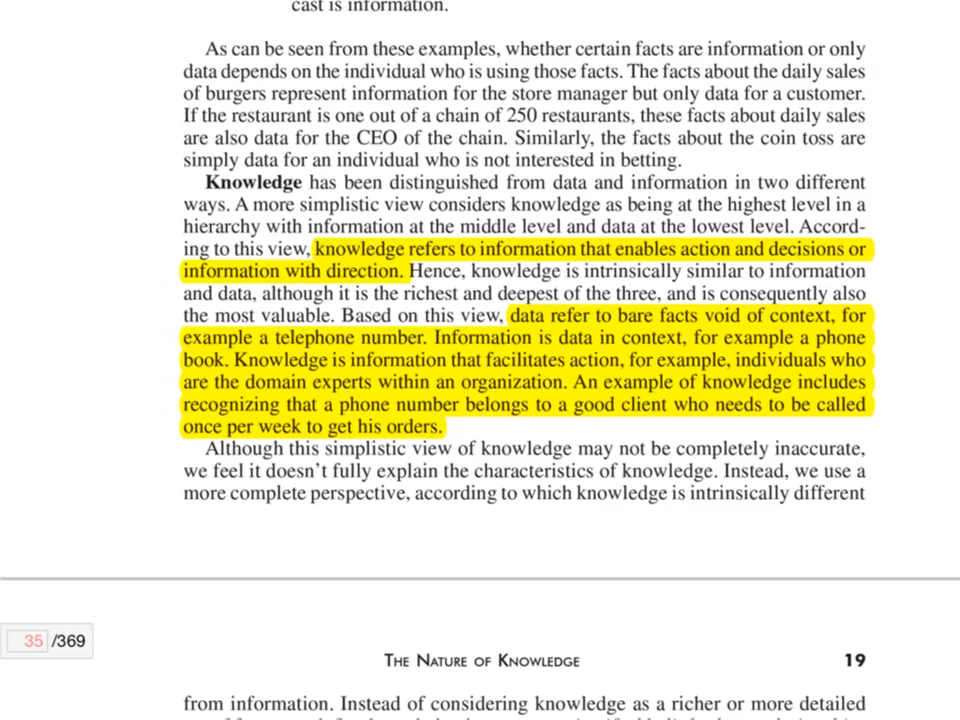 cast is information.
As can be seen from these examples, whether certain facts are information or only
data depends on the individual who is using those facts. The facts about the daily sales
of burgers represent information for the store manager but only data for a customer.
If the restaurant is one out of a chain of 250 restaurants, these facts about daily sales
are also data for the CEO of the chain. Similarly, the facts about the coin toss are
simply data for an individual who is not interested in betting.
Knowledge has been distinguished from data and information in two different
ways. A more simplistic view considers knowledge as being at the highest level in a
hierarchy with information at the middle level and data at the lowest level. Accord-
ing to this view, knowledge refers to information that enables action and decisions or
information with direction. Hence, knowledge is intrinsically similar to information
and data, although it is the richest and deepest of the three, and is consequently also
the most valuable. Based on this view, data refer to bare facts void of context, for
example a telephone number. Information is data in context, for example a phone
book. Knowledge is information that facilitates action, for example, individuals who
are the domain experts within an organization. An example of knowledge includes
recognizing that a phone number belongs to a good client who needs to be called
once per week to get his orders.
Although this simplistic view of knowledge may not be completely inaccurate,
we feel it doesn't fully explain the characteristics of knowledge. Instead, we use a
more complete perspective, according to which knowledge is intrinsically different
35 /369
The Nature of Knowledge 19
from information. Instead of considering knowledge as a richer or more detailed